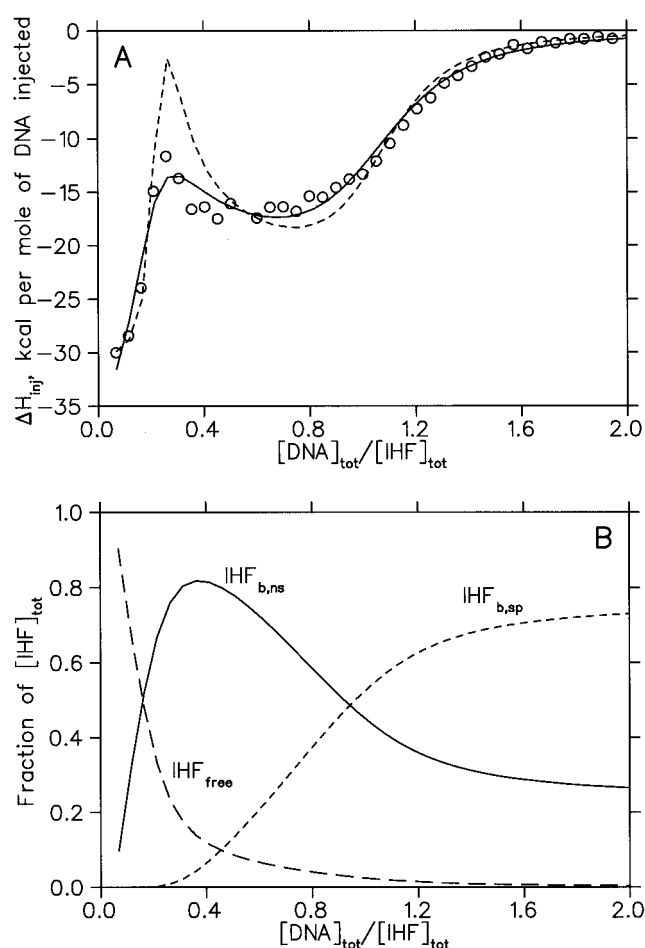 A
ΔH_inj, kcal per mole of DNA injected
0
−5
−10
−15
−20
−25
−30
−35
0.0 0.4 0.8 1.2 1.6 2.0
[DNA]_tot/[IHF]_tot
B
Fraction of [IHF]_tot
1.0
0.8
0.6
0.4
0.2
0.0
IHF_b,ns
IHF_b,sp
IHF_free
0.0 0.4 0.8 1.2 1.6 2.0
[DNA]_tot/[IHF]_tot